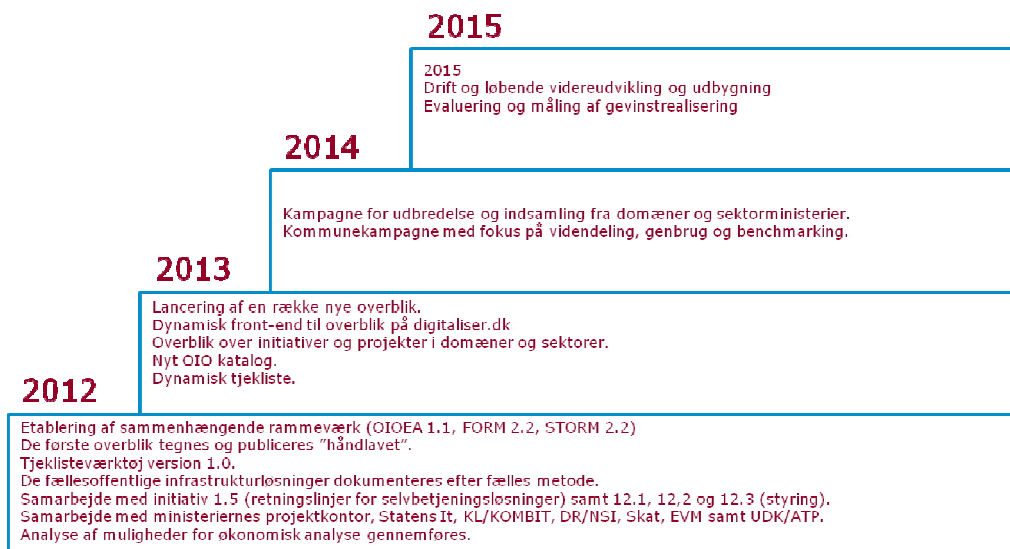 2015
2015
Drift og løbende videreudvikling og udbygning
Evaluering og måling af gevinstrealisering
2014
Kampagne for udbredelse og indsamling fra domæner og sektorministerier.
Kommunekampagne med fokus på videndeling, genbrug og benchmarking.
2013
Lancering af en række nye overblik.
Dynamisk front-end til overblik på digitaliser.dk
Overblik over initiativer og projekter i domæner og sektorer.
Nyt OIO katalog.
Dynamisk tjekliste.
2012
Etablering af sammenhængende rammeværk (OIOEA 1.1, FORM 2.2, STORM 2.2)
De første overblik tegnes og publiceres ”håndlavet”.
Tjeklisteværktøj version 1.0.
De fællesoffentlige infrastrukturløsninger dokumenteres efter fælles metode.
Samarbejde med initiativ 1.5 (retningslinjer for selvbetjeningsløsninger) samt 12.1, 12,2 og 12.3 (styring).
Samarbejde med ministeriernes projektkontor, Statens It, KL/KOMBIT, DR/NSI, Skat, EVM samt UDK/ATP.
Analyse af muligheder for økonomisk analyse gennemføres.